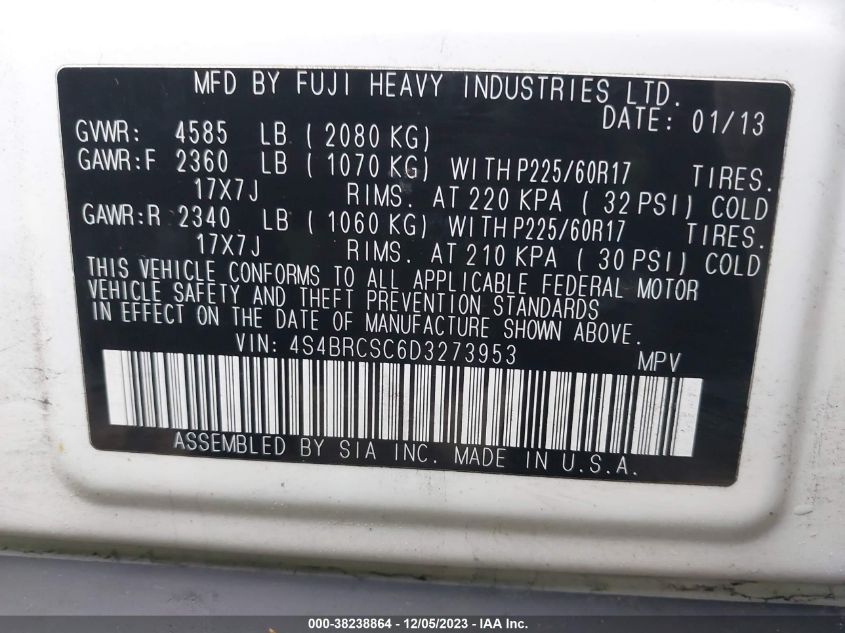 MFD BY FUJI HEAVY INDUSTRIES LTD.
DATE: 01/13
GVWR: 4585 LB ( 2080 KG)
GAWR:F 2360 LB ( 1070 KG) WITH P225/60R17 TIRES.
17X7J RIMS. AT 220 KPA ( 32 PSI) COLD
GAWR:R 2340 LB ( 1060 KG) WITH P225/60R17 TIRES.
17X7J RIMS. AT 210 KPA ( 30 PSI) COLD
THIS VEHICLE CONFORMS TO ALL APPLICABLE FEDERAL MOTOR
VEHICLE SAFETY AND THEFT PREVENTION STANDARDS
IN EFFECT ON THE DATE OF MANUFACTURE SHOWN ABOVE.
VIN: 4S4BRCSC6D3273953 MPV
ASSEMBLED BY SIA INC. MADE IN U.S.A.
000-38238864 - 12/05/2023 - IAA Inc.